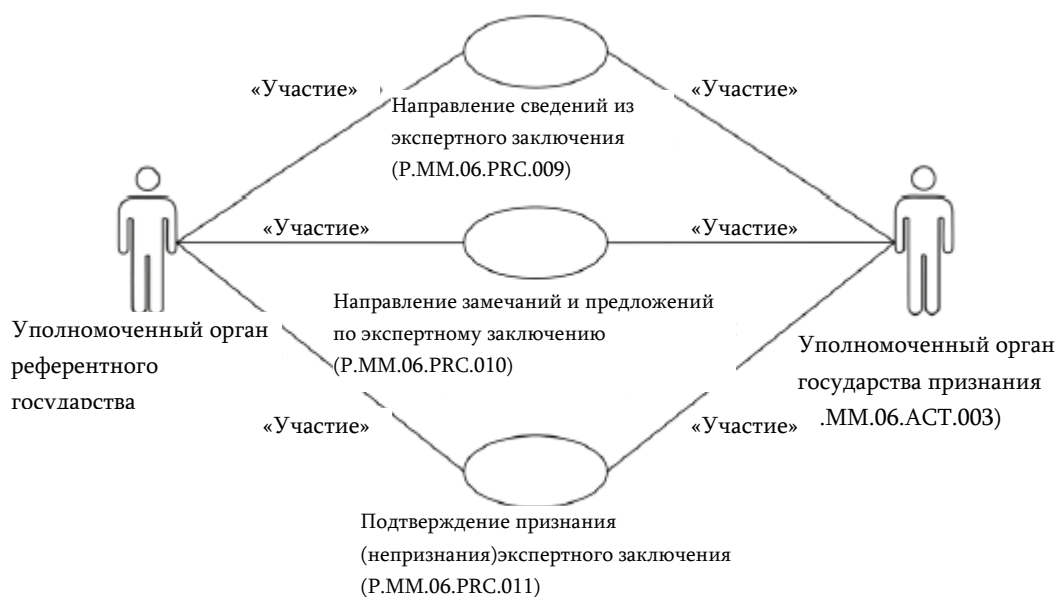 «Участие»
«Участие»
Направление сведений из
экспертного заключения
(P.MM.06.PRC.009)
«Участие»
«Участие»
Направление замечаний и предложений
по экспертному заключению
(P.MM.06.PRC.010)
Уполномоченный орган
референтного
государства
Уполномоченный орган
государства признания
.MM.06.ACT.003)
«Участие»
«Участие»
Подтверждение признания
(непризнания)экспертного заключения
(P.MM.06.PRC.011)